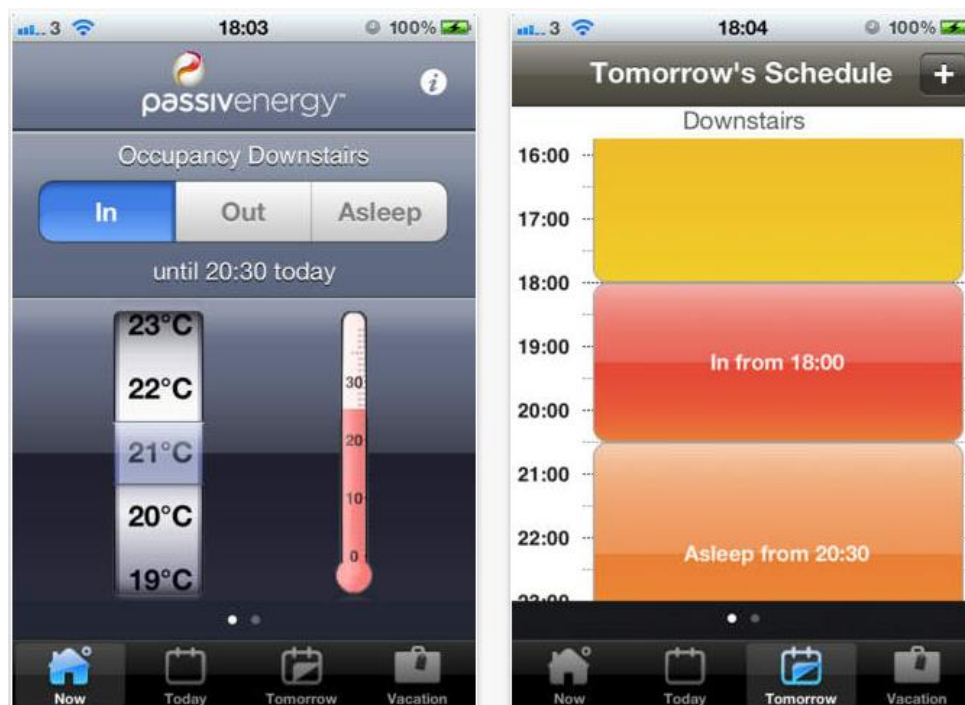 3 18:03 100%
passivenergy™
Occupancy Downstairs
In Out Asleep
until 20:30 today
23°C
22°C
21°C
20°C
19°C
30
20
10
0
Now Today Tomorrow Vacation
3 18:04 100%
Tomorrow's Schedule +
Downstairs
16:00
17:00
18:00
19:00
In from 18:00
20:00
21:00
22:00
Asleep from 20:30
23:00
Now Today Tomorrow Vacation